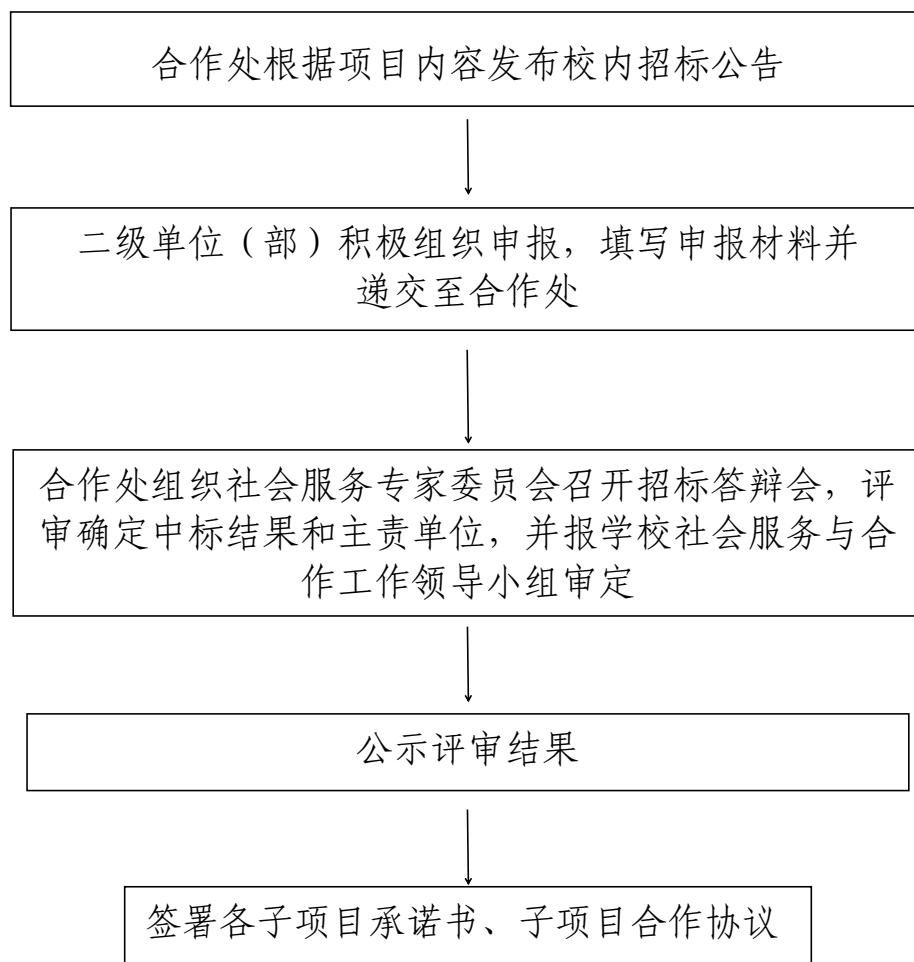 合作处根据项目内容发布校内招标公告
二级单位（部）积极组织申报，填写申报材料并
递交至合作处
合作处组织社会服务专家委员会召开招标答辩会，评
审确定中标结果和主责单位，并报学校社会服务与合
作工作领导小组审定
公示评审结果
签署各子项目承诺书、子项目合作协议